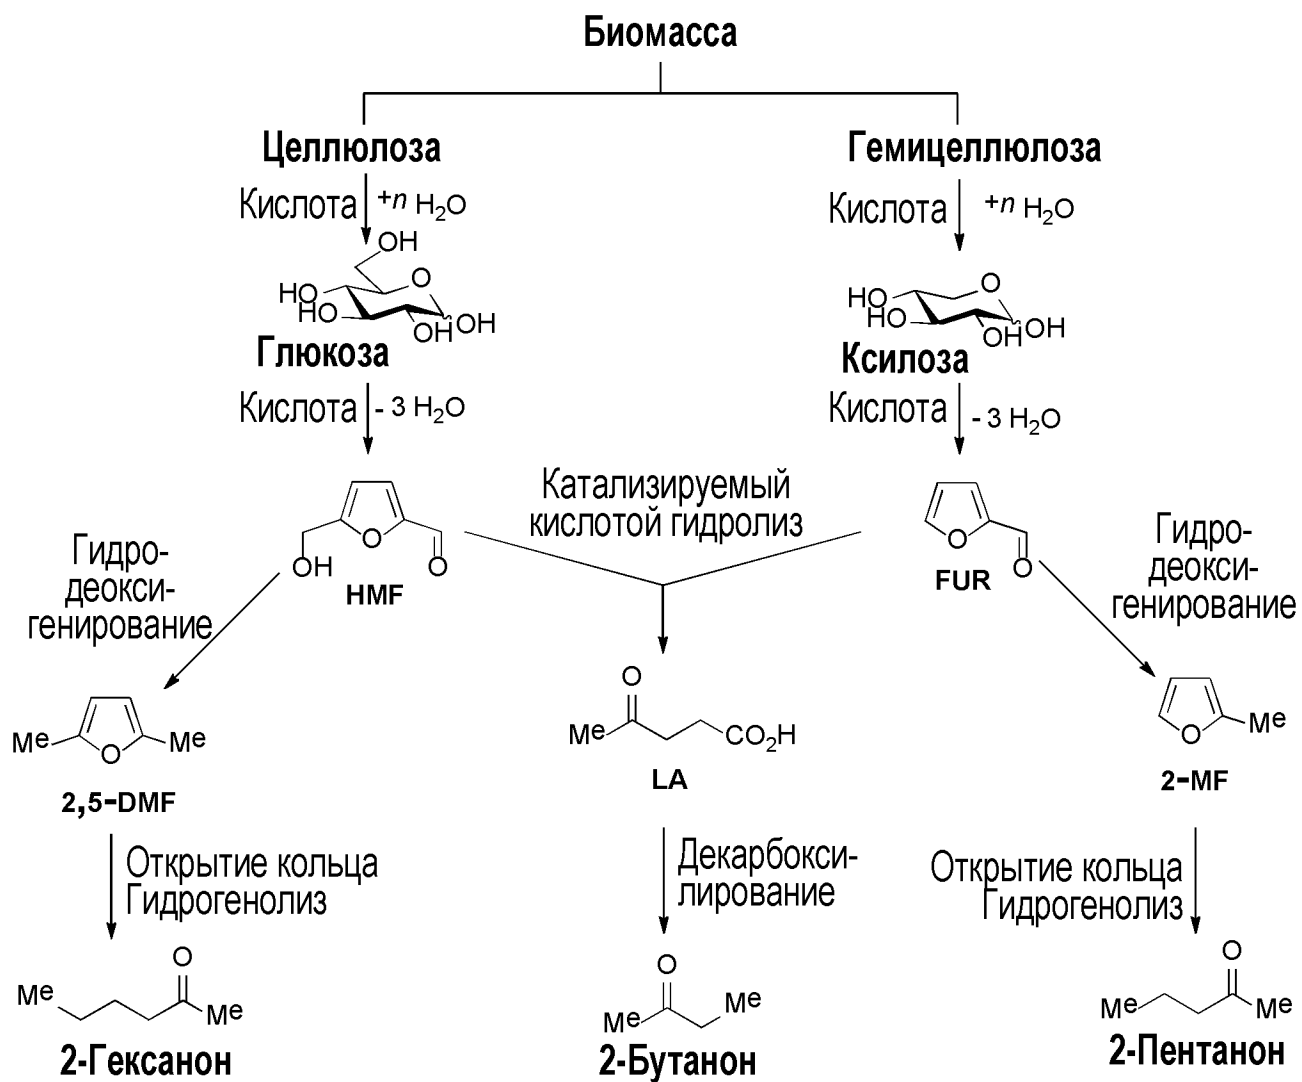 Биомасса
Целлюлоза
Гемицеллюлоза
Кислота
+n H₂O
Кислота
+n H₂O
OH
O
HO
HO
OH
OH
O
HO
HO
OH
OH
Глюкоза
Ксилоза
Кислота
- 3 H₂O
Кислота
- 3 H₂O
Катализируемый
кислотой гидролиз
Гидро-
деокси-
генирование
O
OH
O
HMF
O
O
FUR
Гидро-
деокси-
генирование
Me
O
Me
2,5-DMF
O
Me
CO₂H
LA
O
Me
2-MF
Открытие кольца
Гидрогенолиз
Декарбокси-
лирование
Открытие кольца
Гидрогенолиз
O
Me
Me
2-Гексанон
O
Me
Me
2-Бутанон
O
Me
Me
2-Пентанон